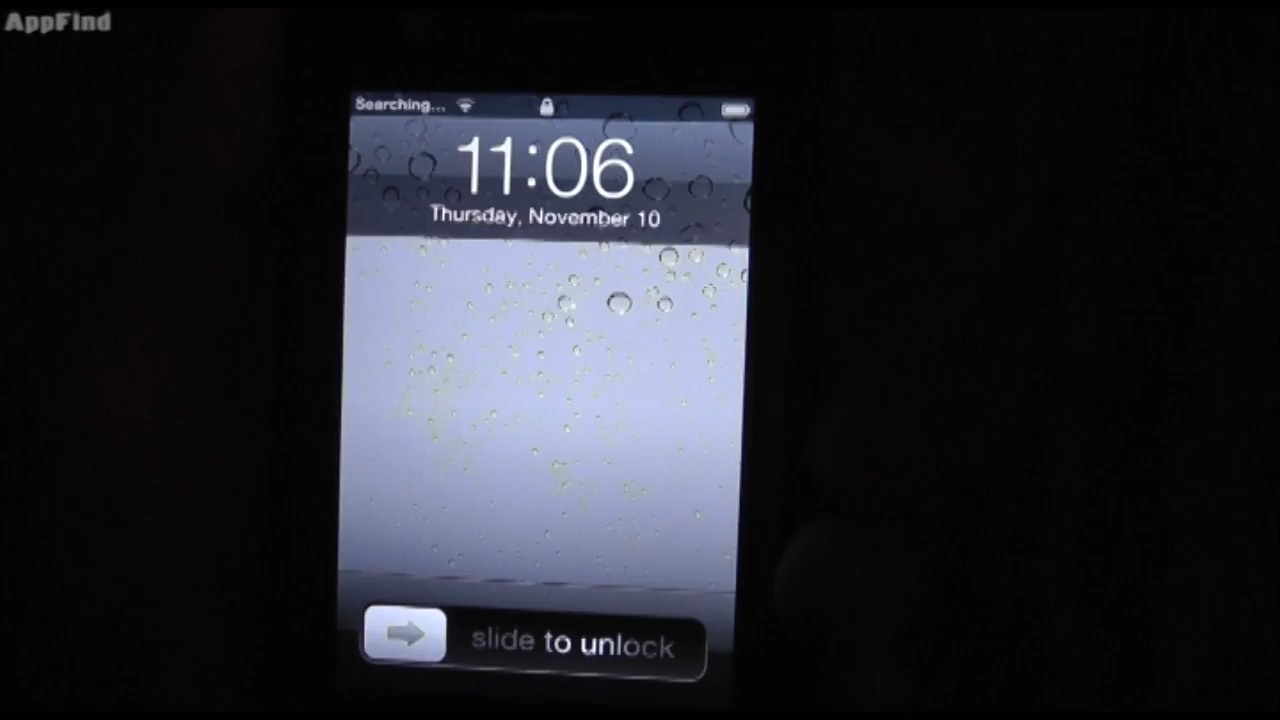 AppFind
Searching...
11:06
Thursday, November 10
slide to unlock